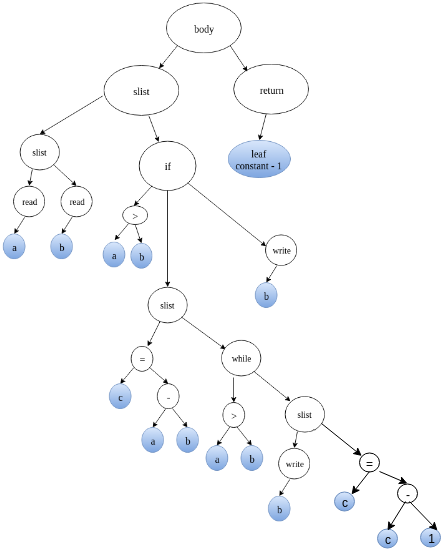 body
slist
return
slist
if
leaf
constant - 1
read
read
>
write
a
b
a
b
b
slist
=
while
c
-
>
slist
a
b
a
b
write
=
b
c
-
c
1